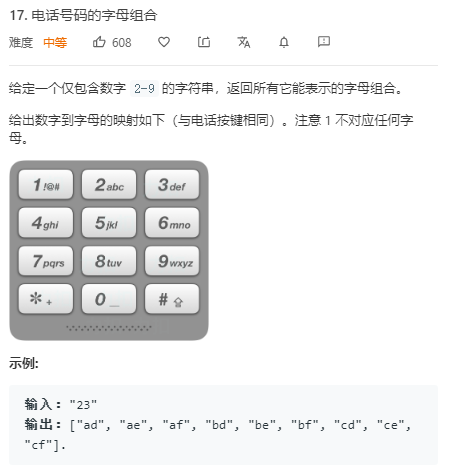 17. 电话号码的字母组合
难度 中等 608
给定一个仅包含数字 2-9 的字符串，返回所有它能表示的字母组合。
给出数字到字母的映射如下（与电话按键相同）。注意 1 不对应任何字
母。
1 !@# 2 abc 3 def
4 ghi 5 jkl 6 mno
7 pqrs 8 tuv 9 wxyz
* + 0 _ #
示例:
输入："23"
输出：["ad", "ae", "af", "bd", "be", "bf", "cd", "ce",
"cf"].